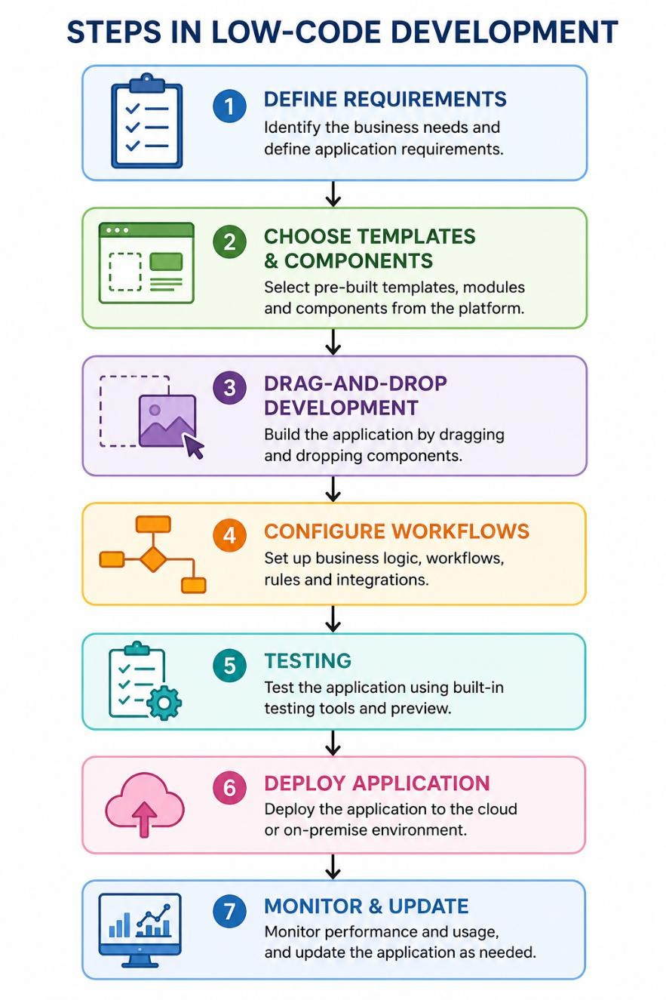 STEPS IN LOW-CODE DEVELOPMENT
1
DEFINE REQUIREMENTS
Identify the business needs and
define application requirements.
2
CHOOSE TEMPLATES
& COMPONENTS
Select pre-built templates, modules
and components from the platform.
3
DRAG-AND-DROP
DEVELOPMENT
Build the application by dragging
and dropping components.
4
CONFIGURE WORKFLOWS
Set up business logic, workflows,
rules and integrations.
5
TESTING
Test the application using built-in
testing tools and preview.
6
DEPLOY APPLICATION
Deploy the application to the cloud
or on-premise environment.
7
MONITOR & UPDATE
Monitor performance and usage,
and update the application as needed.